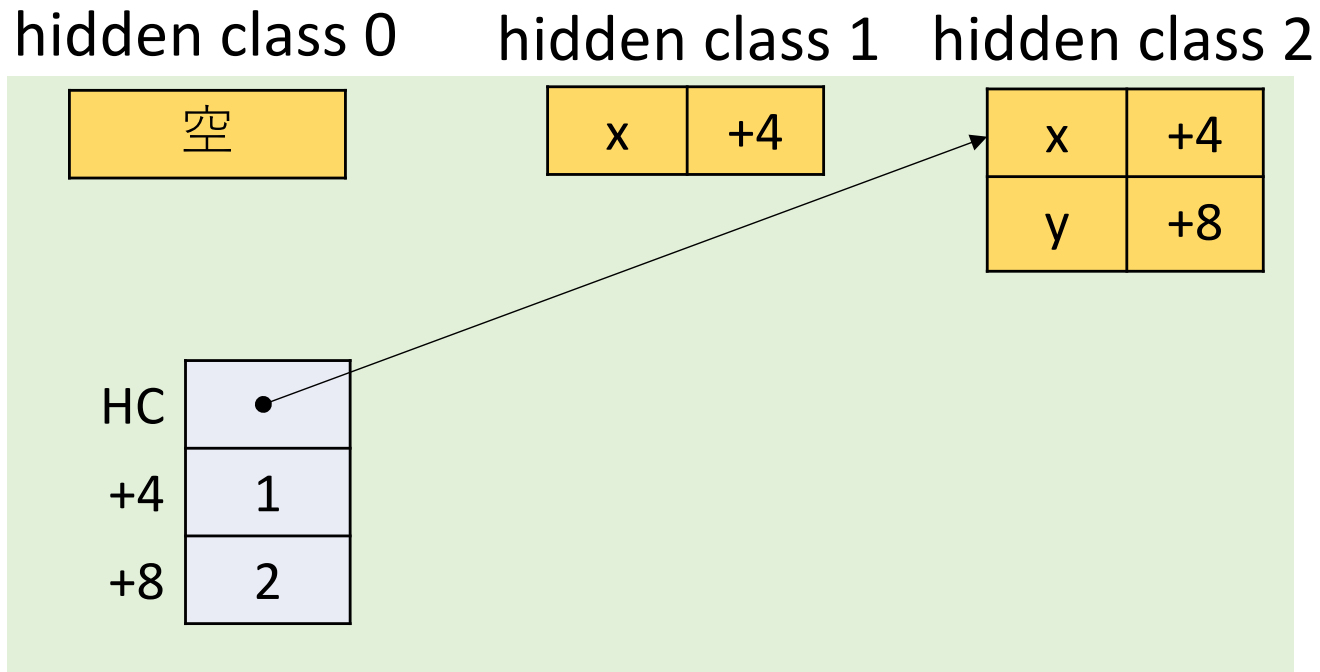 hidden class 0 hidden class 1 hidden class 2
空 x +4 x +4
y +8
HC
+4 1
+8 2